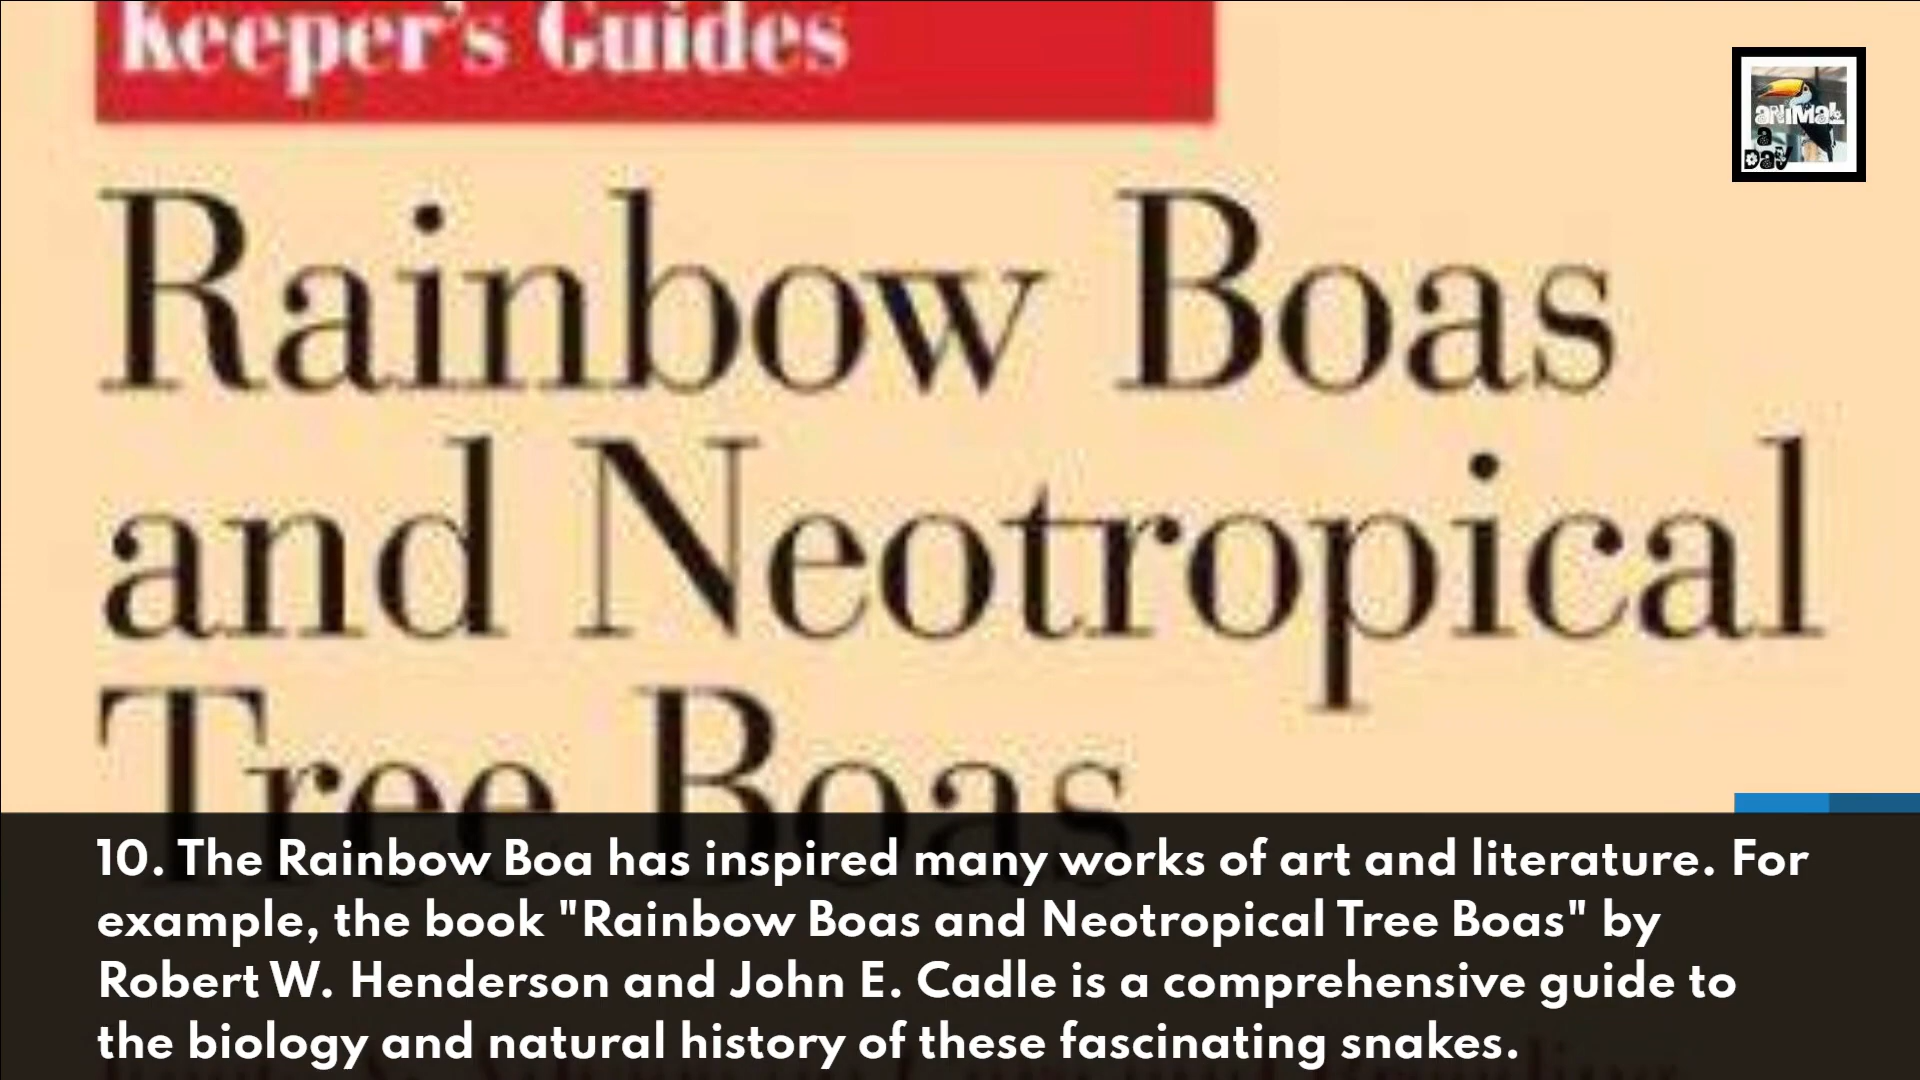 Keeper's Guides
aNiMaL
a
Day
Rainbow Boas
and Neotropical
Tree Boas
10. The Rainbow Boa has inspired many works of art and literature. For
example, the book "Rainbow Boas and Neotropical Tree Boas" by
Robert W. Henderson and John E. Cadle is a comprehensive guide to
the biology and natural history of these fascinating snakes.